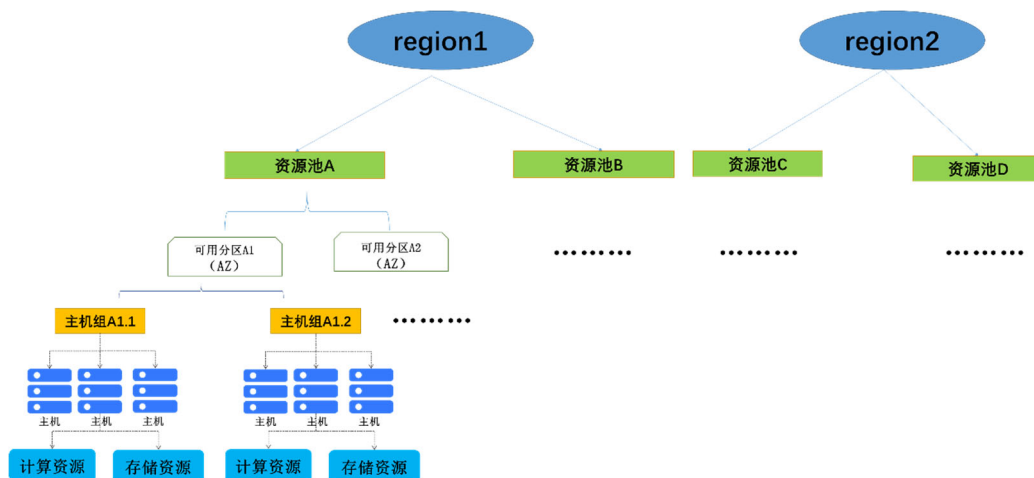 region1
region2
资源池A
资源池B
资源池C
资源池D
可用分区A1
（AZ）
可用分区A2
（AZ）
………
………
………
主机组A1.1
主机组A1.2
………
主机
主机
主机
主机
主机
主机
计算资源
存储资源
计算资源
存储资源